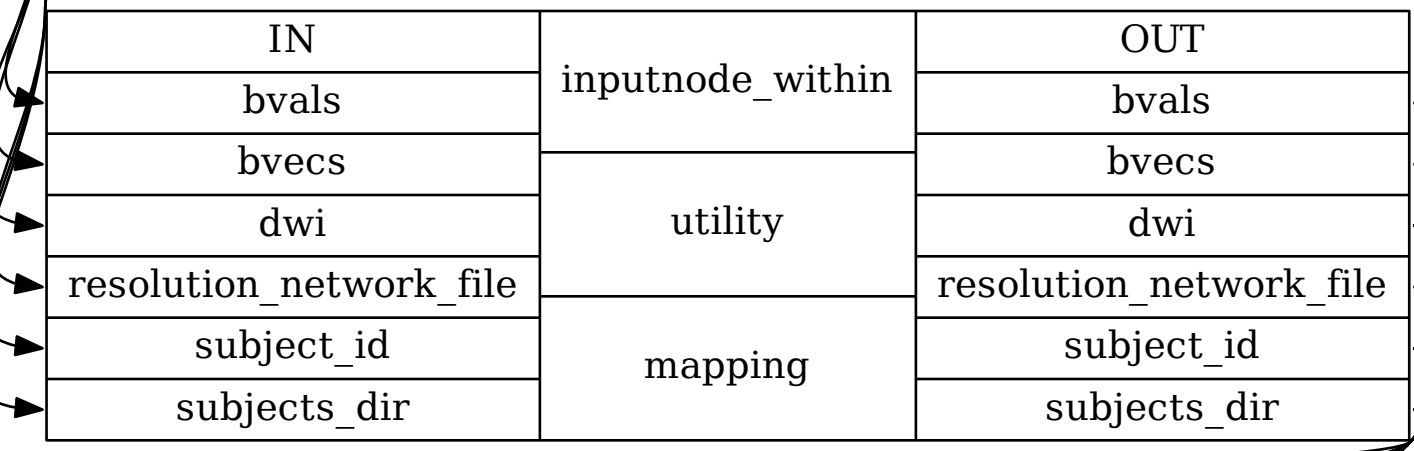 IN
bvals
bvecs
dwi
resolution_network_file
subject_id
subjects_dir
inputnode_within
utility
mapping
OUT
bvals
bvecs
dwi
resolution_network_file
subject_id
subjects_dir